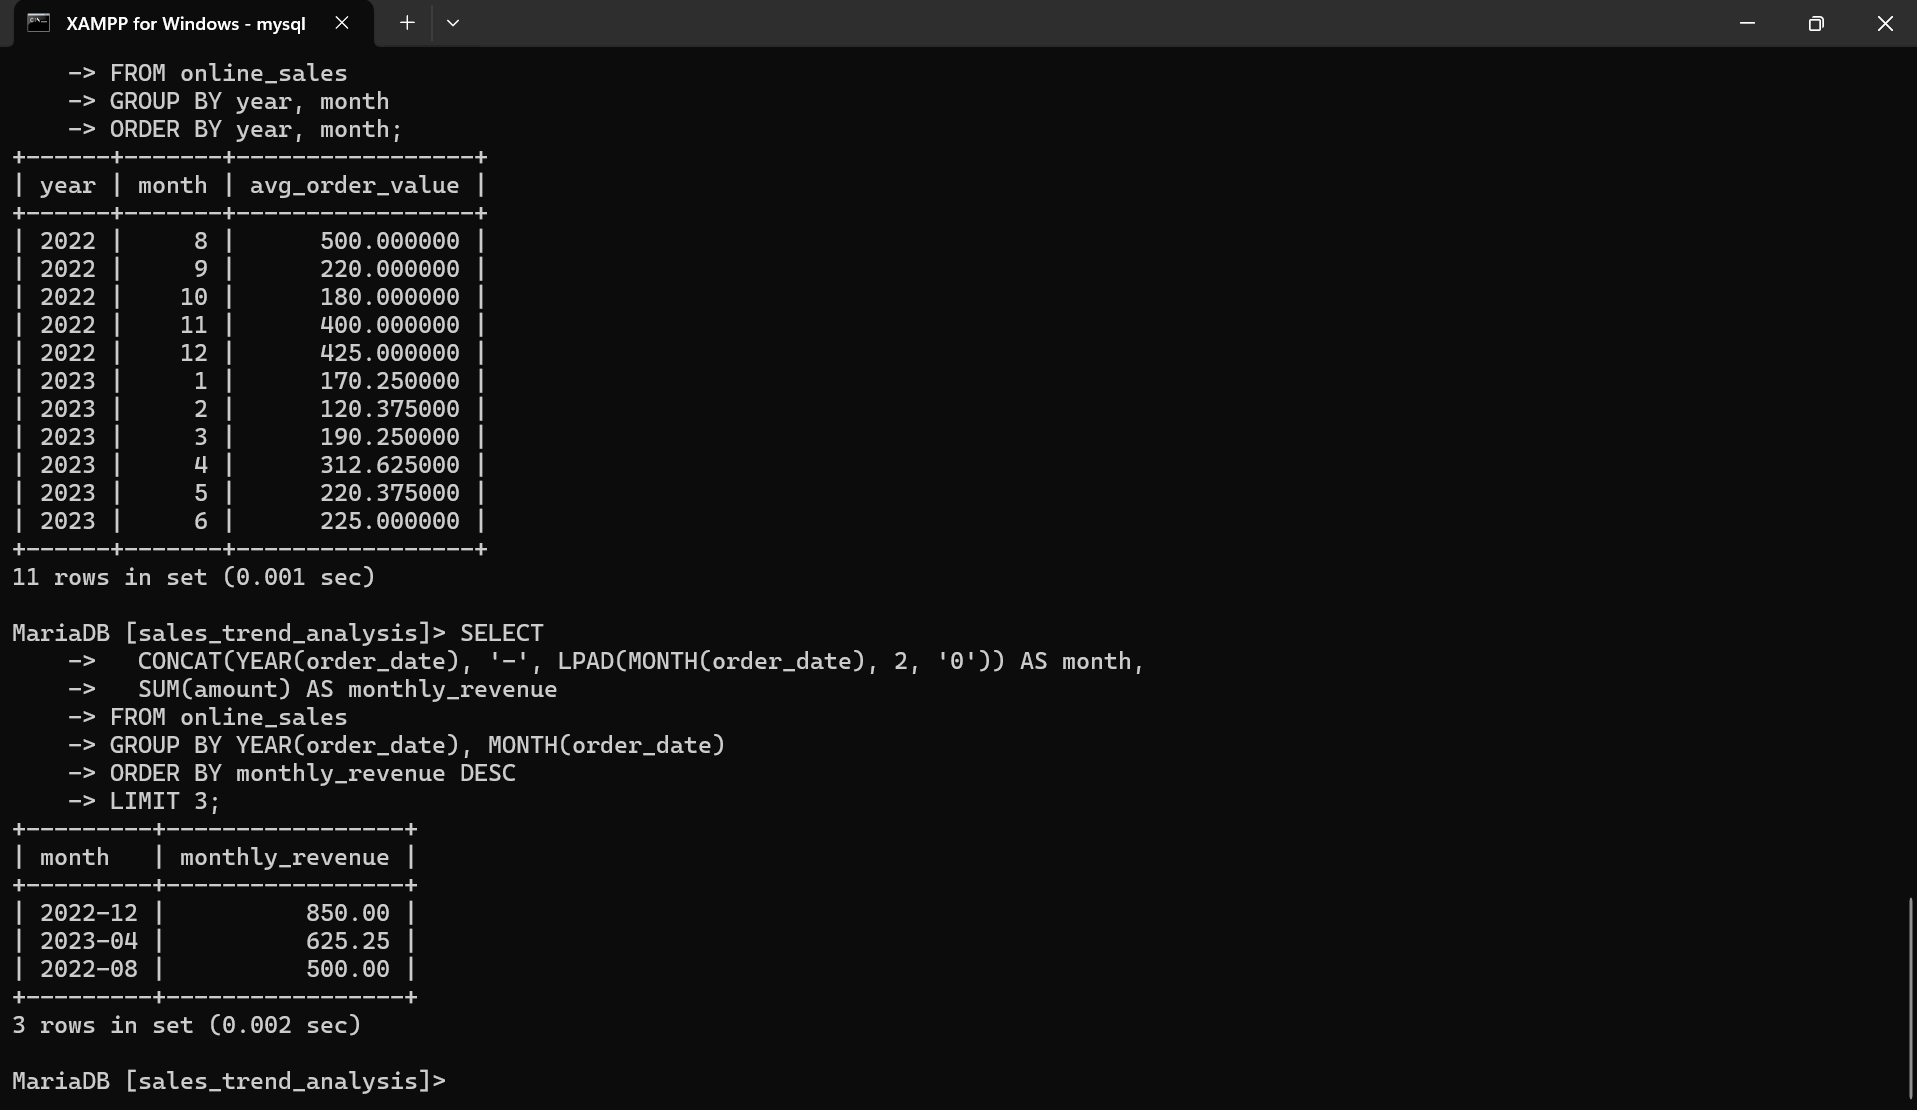 XAMPP for Windows - mysql
    -> FROM online_sales
    -> GROUP BY year, month
    -> ORDER BY year, month;
+------+-------+-----------------+
| year | month | avg_order_value |
+------+-------+-----------------+
| 2022 |     8 |      500.000000 |
| 2022 |     9 |      220.000000 |
| 2022 |    10 |      180.000000 |
| 2022 |    11 |      400.000000 |
| 2022 |    12 |      425.000000 |
| 2023 |     1 |      170.250000 |
| 2023 |     2 |      120.375000 |
| 2023 |     3 |      190.250000 |
| 2023 |     4 |      312.625000 |
| 2023 |     5 |      220.375000 |
| 2023 |     6 |      225.000000 |
+------+-------+-----------------+
11 rows in set (0.001 sec)

MariaDB [sales_trend_analysis]> SELECT
    ->   CONCAT(YEAR(order_date), '-', LPAD(MONTH(order_date), 2, '0')) AS month,
    ->   SUM(amount) AS monthly_revenue
    -> FROM online_sales
    -> GROUP BY YEAR(order_date), MONTH(order_date)
    -> ORDER BY monthly_revenue DESC
    -> LIMIT 3;
+---------+-----------------+
| month   | monthly_revenue |
+---------+-----------------+
| 2022-12 |          850.00 |
| 2023-04 |          625.25 |
| 2022-08 |          500.00 |
+---------+-----------------+
3 rows in set (0.002 sec)

MariaDB [sales_trend_analysis]>